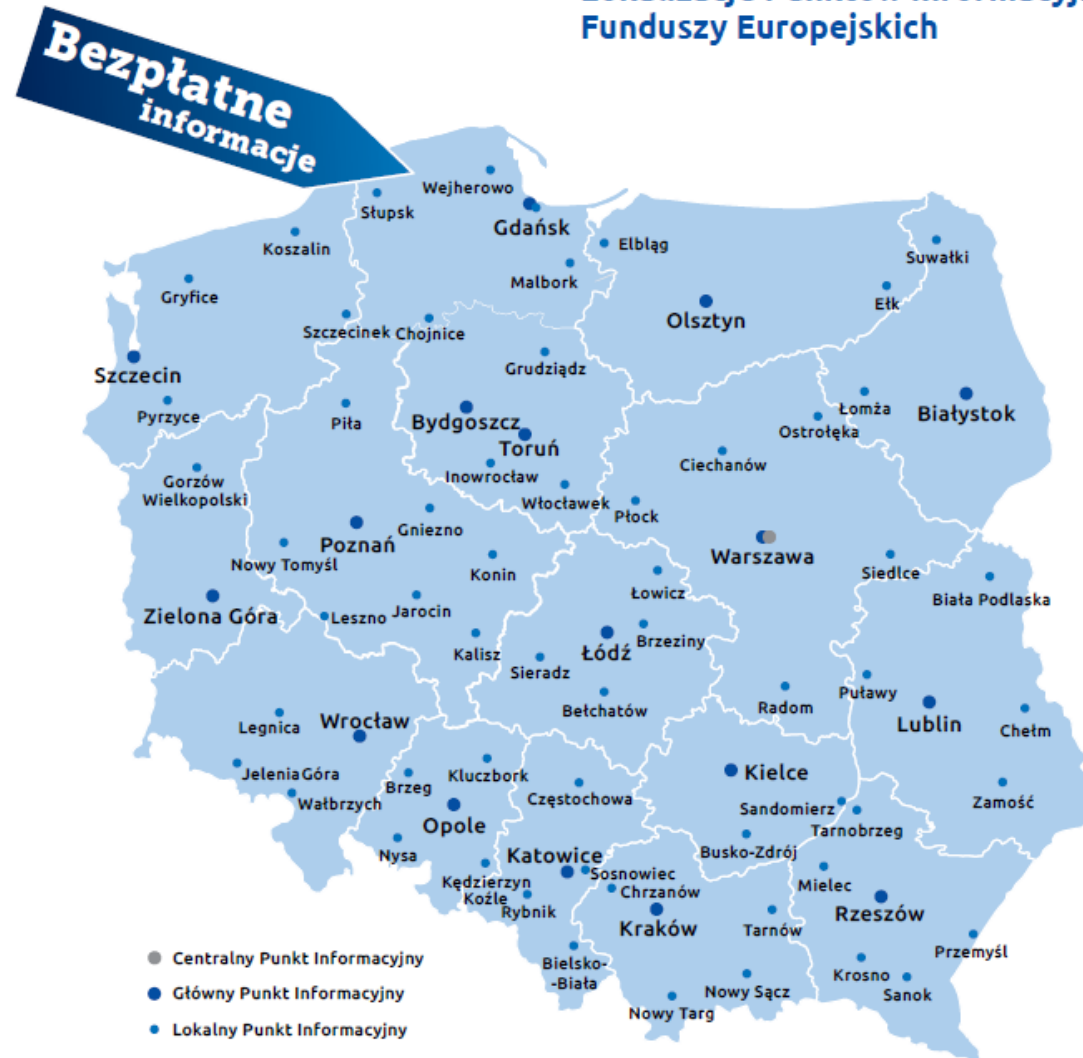 Funduszy Europejskich
Bezpłatne
informacje
Wejherowo
Słupsk
Gdańsk
Koszalin
Elbląg
Suwałki
Malbork
Gryfice
Ełk
Szczecinek
Chojnice
Olsztyn
Grudziądz
Szczecin
Pyrzyce
Piła
Bydgoszcz
Toruń
Łomża
Białystok
Ostrołęka
Ciechanów
Inowrocław
Gorzów
Wielkopolski
Włocławek
Płock
Gniezno
Poznań
Warszawa
Nowy Tomyśl
Konin
Siedlce
Łowicz
Biała Podlaska
Zielona Góra
Leszno
Jarocin
Brzeziny
Kalisz
Łódź
Sieradz
Puławy
Bełchatów
Radom
Legnica
Wrocław
Lublin
Chełm
Jelenia Góra
Brzeg
Kluczbork
Kielce
Wałbrzych
Częstochowa
Zamość
Sandomierz
Opole
Tarnobrzeg
Nysa
Katowice
Busko-Zdrój
Sosnowiec
Kędzierzyn
Koźle
Chrzanów
Mielec
Rybnik
Rzeszów
Kraków
Tarnów
Przemyśl
Bielsko-
-Biała
Krosno
Nowy Sącz
Sanok
Nowy Targ
Centralny Punkt Informacyjny
Główny Punkt Informacyjny
Lokalny Punkt Informacyjny